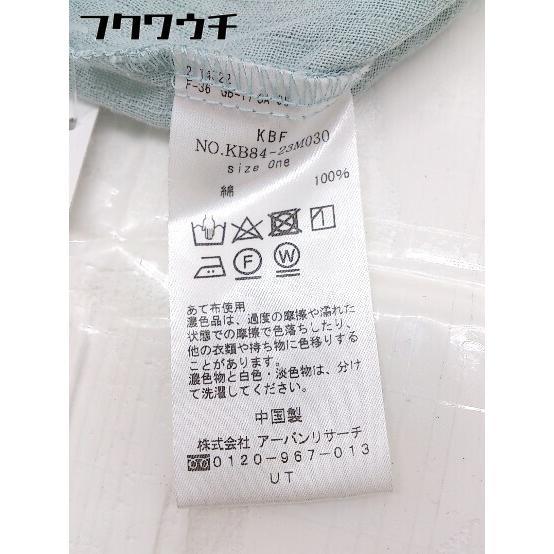 フクワウチ
KBF
NO.KB84-23M030
size One
綿 100%
F
W
あて布使用
濃色品は、過度の摩擦や濡れた
状態での摩擦で色落ちしたり、
他の衣類や持ち物に色移りする
ことがあります。
濃色物と白色・淡色物は、分け
て洗濯してください。
中国製
株式会社 アーバンリサーチ
0120-967-013
UT